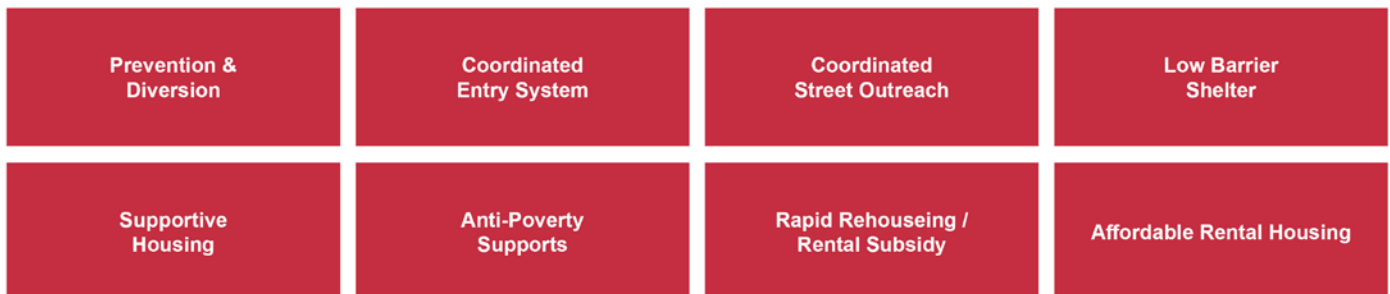 Prevention &
Diversion
Coordinated
Entry System
Coordinated
Street Outreach
Low Barrier
Shelter
Supportive
Housing
Anti-Poverty
Supports
Rapid Rehouseing /
Rental Subsidy
Affordable Rental Housing